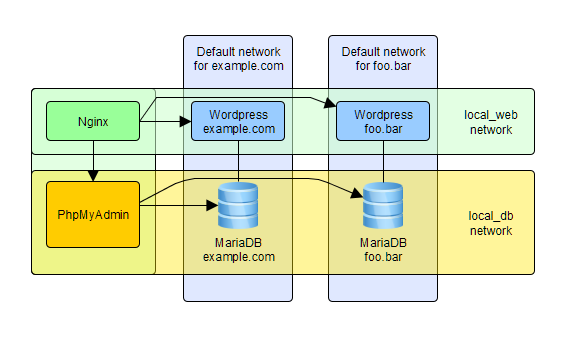 Default network
for example.com
Default network
for foo.bar
Nginx
Wordpress
example.com
Wordpress
foo.bar
local_web
network
PhpMyAdmin
MariaDB
example.com
MariaDB
foo.bar
local_db
network